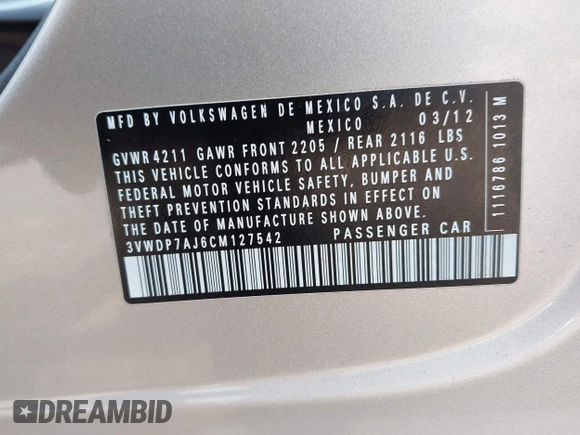 MFD BY VOLKSWAGEN DE MEXICO S.A. DE C.V.
MEXICO 03/12
GVWR 4211 GAWR FRONT 2205 / REAR 2116 LBS
THIS VEHICLE CONFORMS TO ALL APPLICABLE U.S.
FEDERAL MOTOR VEHICLE SAFETY, BUMPER AND
THEFT PREVENTION STANDARDS IN EFFECT ON
THE DATE OF MANUFACTURE SHOWN ABOVE.
3VWDP7AJ6CM127542 PASSENGER CAR
1116786 1013 M
DREAMBID